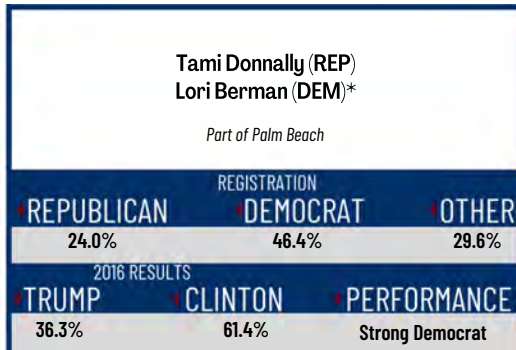 Tami Donnally (REP)
Lori Berman (DEM)*
Part of Palm Beach
REGISTRATION
REPUBLICAN DEMOCRAT OTHER
24.0% 46.4% 29.6%
2016 RESULTS
TRUMP CLINTON PERFORMANCE
36.3% 61.4% Strong Democrat